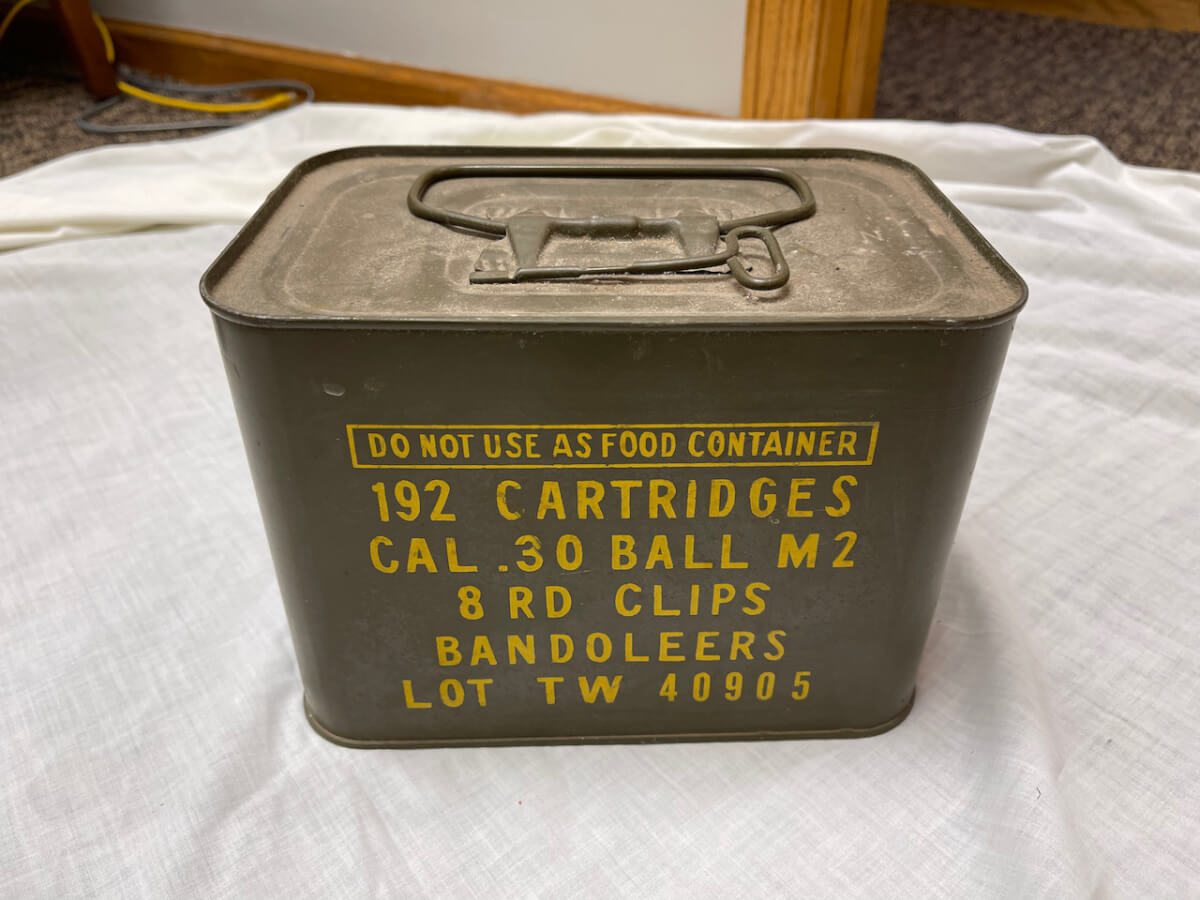 DO NOT USE AS FOOD CONTAINER
192 CARTRIDGES
CAL .30 BALL M2
8 RD CLIPS
BANDOLEERS
LOT TW 40905